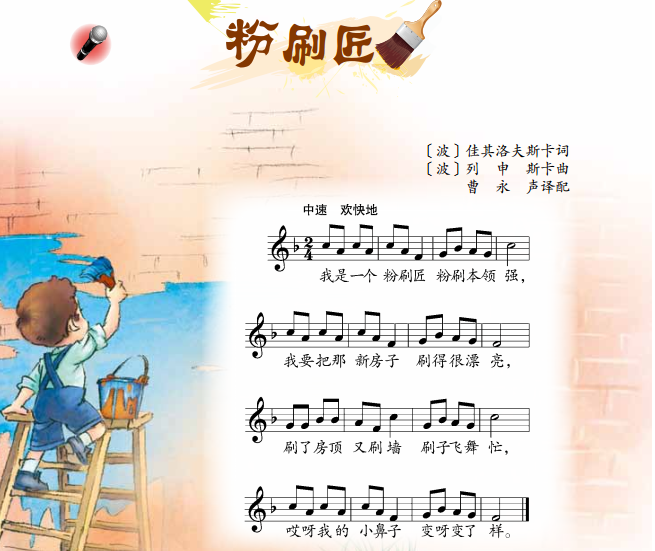 粉刷匠
〔波〕佳其洛夫斯卡词
〔波〕列 申 斯卡曲
曹 永 声译配
中速 欢快地
2
4
我是一个 粉刷匠 粉刷本领 强，
我要把那 新房子 刷得很漂 亮，
刷了房顶 又刷 墙 刷子飞舞 忙，
哎呀我的 小鼻子 变呀变了 样。